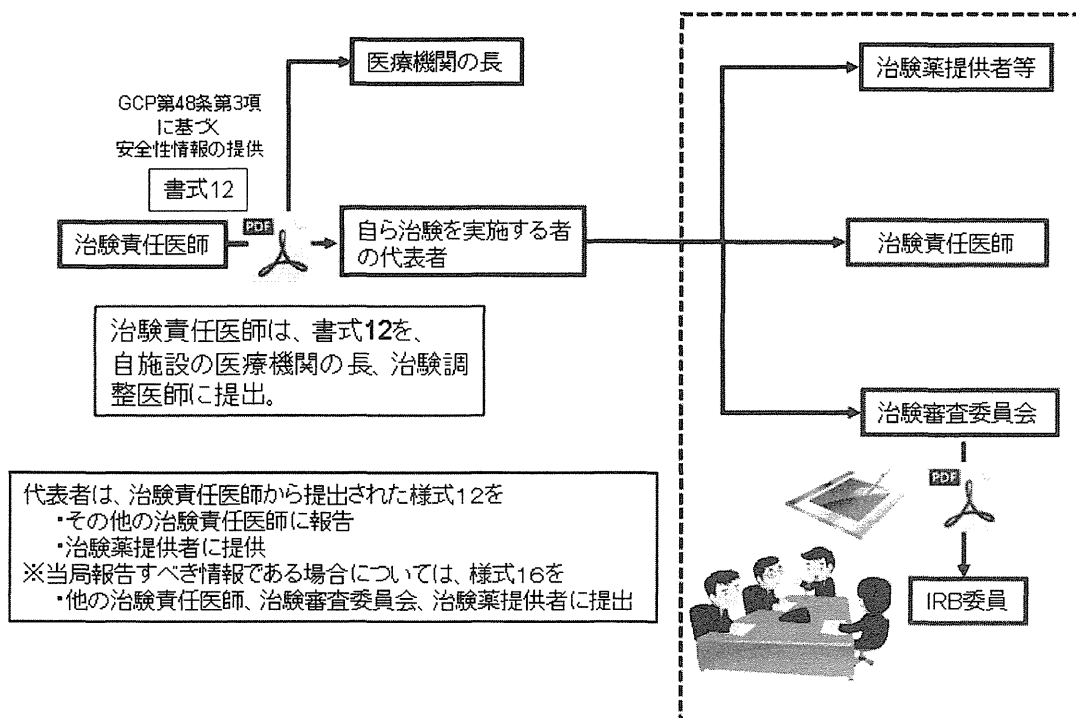 医療機関の長
GCP第48条第3項
に基づく
安全性情報の提供
書式12
治験責任医師
PDF
自ら治験を実施する者
の代表者
治験責任医師は、書式12を、
自施設の医療機関の長、治験調
整医師に提出。
代表者は、治験責任医師から提出された様式12を
・その他の治験責任医師に報告
・治験薬提供者に提供
※当局報告すべき情報である場合については、様式16を
・他の治験責任医師、治験審査委員会、治験薬提供者に提出
治験薬提供者等
治験責任医師
治験審査委員会
PDF
IRB委員